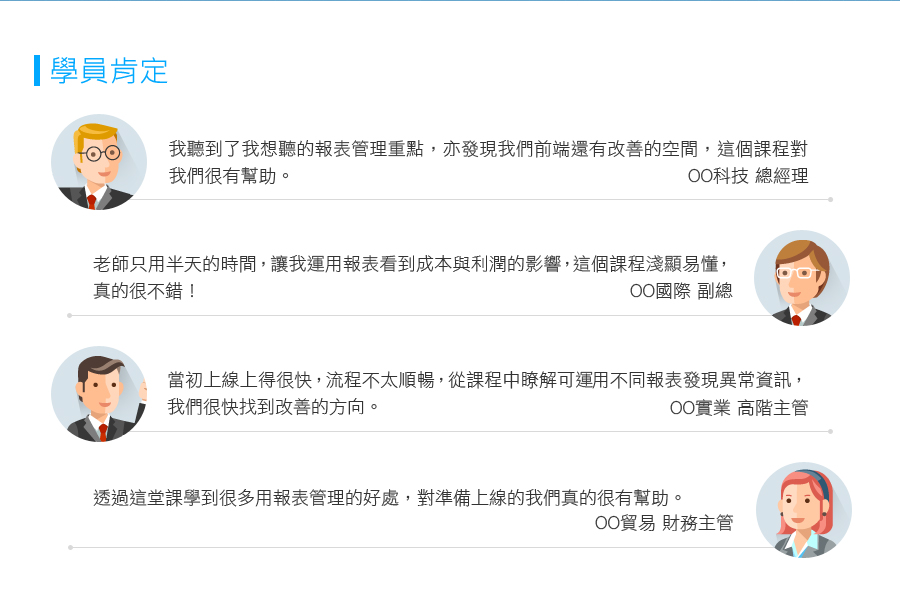 學員肯定
我聽到了我想聽的報表管理重點，亦發現我們前端還有改善的空間，這個課程對
我們很有幫助。
OO科技 總經理
老師只用半天的時間，讓我運用報表看到成本與利潤的影響，這個課程淺顯易懂，
真的很不錯！
OO國際 副總
當初上線上得很快，流程不太順暢，從課程中瞭解可運用不同報表發現異常資訊，
我們很快找到改善的方向。
OO實業 高階主管
透過這堂課學到很多用報表管理的好處，對準備上線的我們真的很有幫助。
OO貿易 財務主管